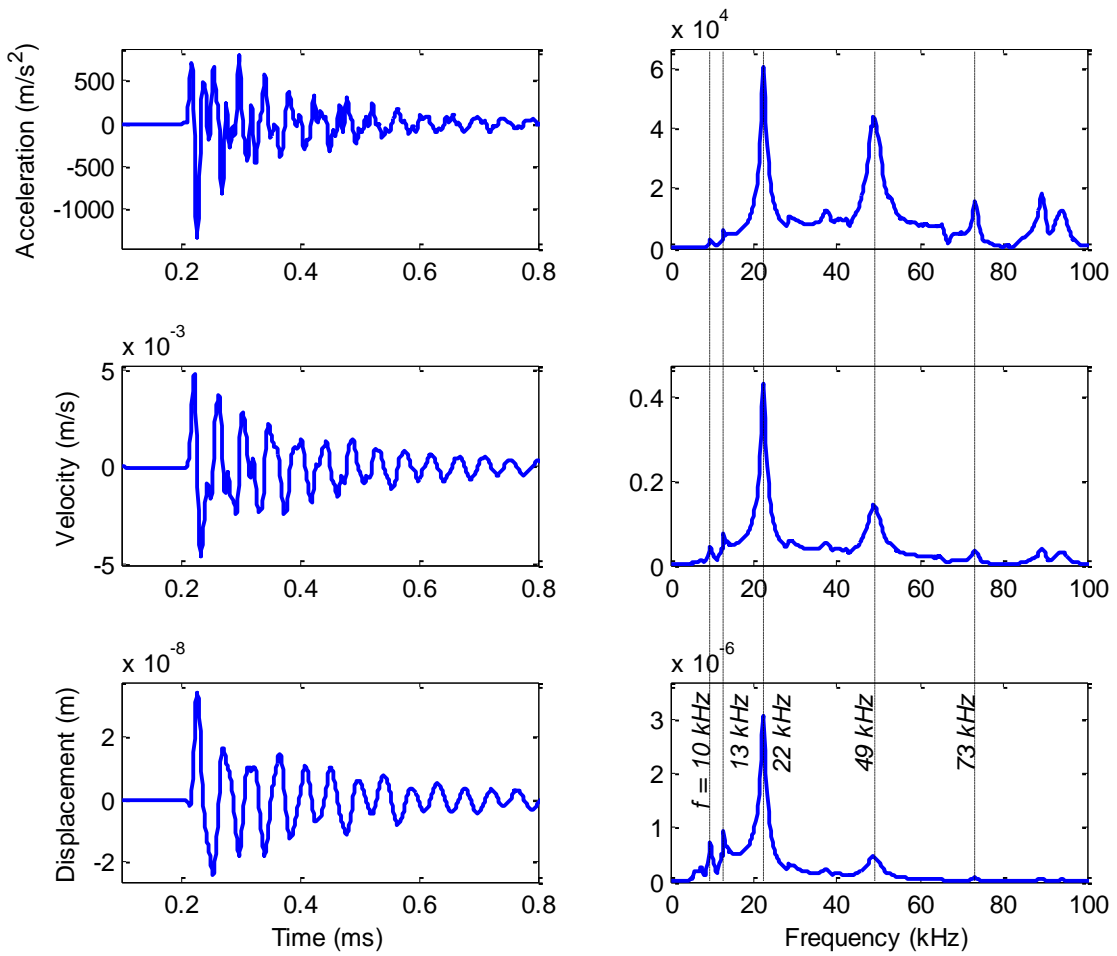 x 10^4
Acceleration (m/s^2)
500
0
-500
-1000
0.2 0.4 0.6 0.8
6
4
2
0
0 20 40 60 80 100
x 10^-3
Velocity (m/s)
5
0
-5
0.2 0.4 0.6 0.8
0.4
0.2
0
0 20 40 60 80 100
x 10^-8
Displacement (m)
2
0
-2
0.2 0.4 0.6 0.8
Time (ms)
x 10^-6
3
2
1
0
f = 10 kHz
13 kHz
22 kHz
49 kHz
73 kHz
0 20 40 60 80 100
Frequency (kHz)